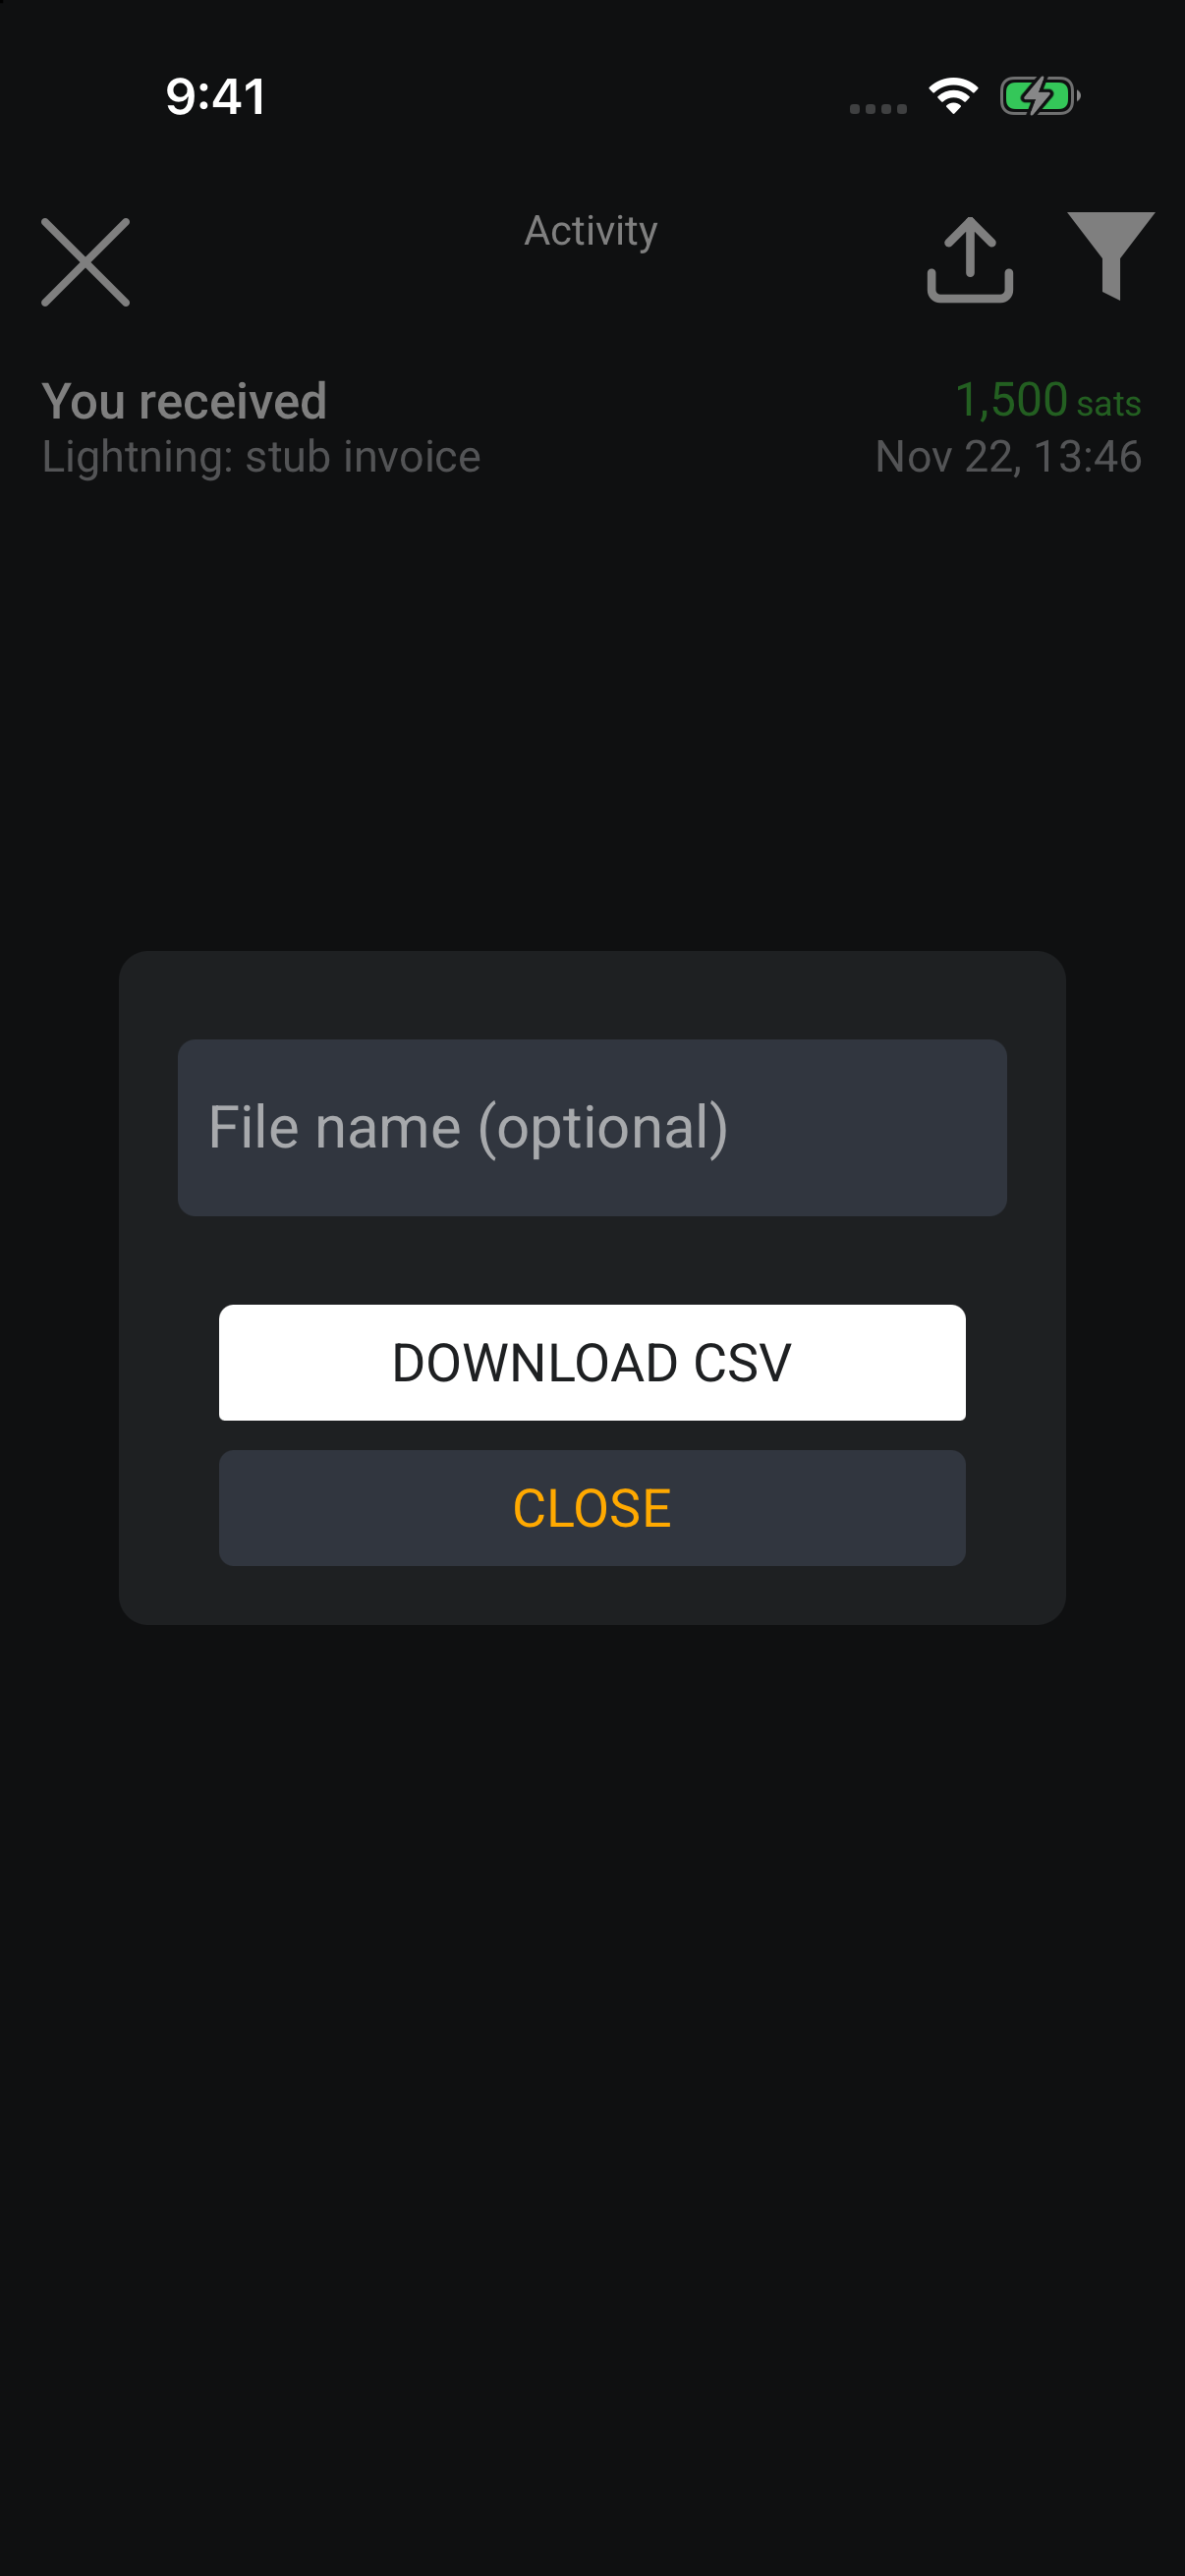 9:41
Activity
You received 1,500 sats
Lightning: stub invoice Nov 22, 13:46
File name (optional)
DOWNLOAD CSV
CLOSE